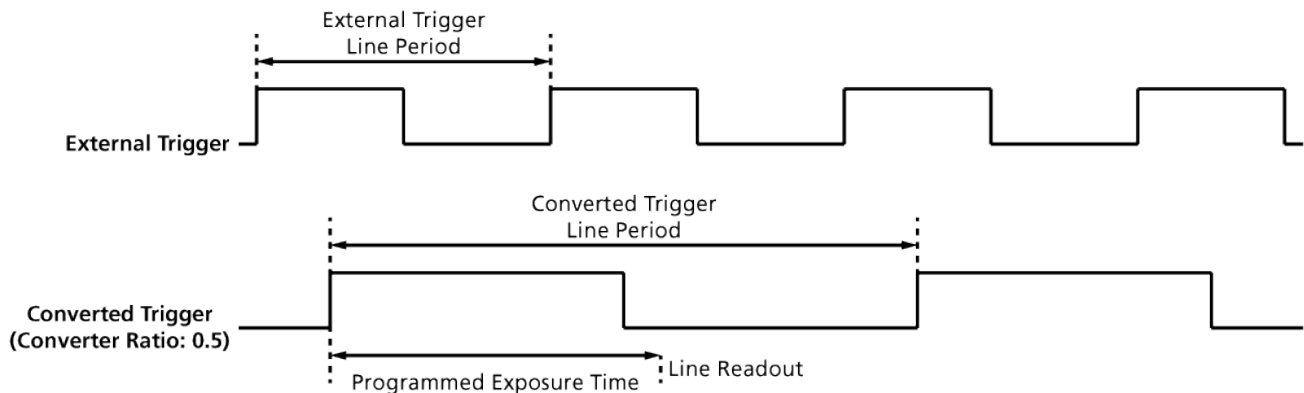 External Trigger
Line Period
External Trigger
Converted Trigger
Line Period
Converted Trigger
(Converter Ratio: 0.5)
Line Readout
Programmed Exposure Time